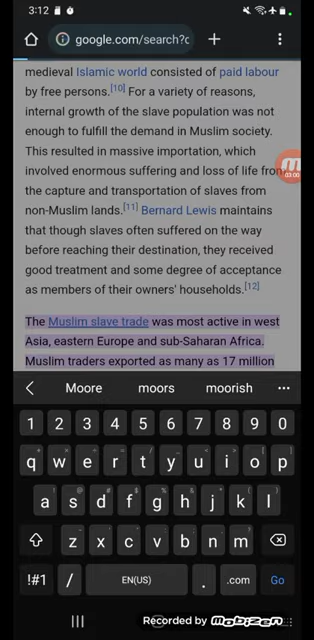 3:12
google.com/search?c
medieval Islamic world consisted of paid labour
by free persons.[10] For a variety of reasons,
internal growth of the slave population was not
enough to fulfill the demand in Muslim society.
This resulted in massive importation, which
involved enormous suffering and loss of life from
the capture and transportation of slaves from
non-Muslim lands.[11] Bernard Lewis maintains
that though slaves often suffered on the way
before reaching their destination, they received
good treatment and some degree of acceptance
as members of their owners' households.[12]
The Muslim slave trade was most active in west
Asia, eastern Europe and sub-Saharan Africa.
Muslim traders exported as many as 17 million
03:00
Moore moors moorish
1 2 3 4 5 6 7 8 9 0
q w e r t y u i o p
a s d f g h j k l
z x c v b n m
!#1 / EN(US) . .com Go
Recorded by Mobizen